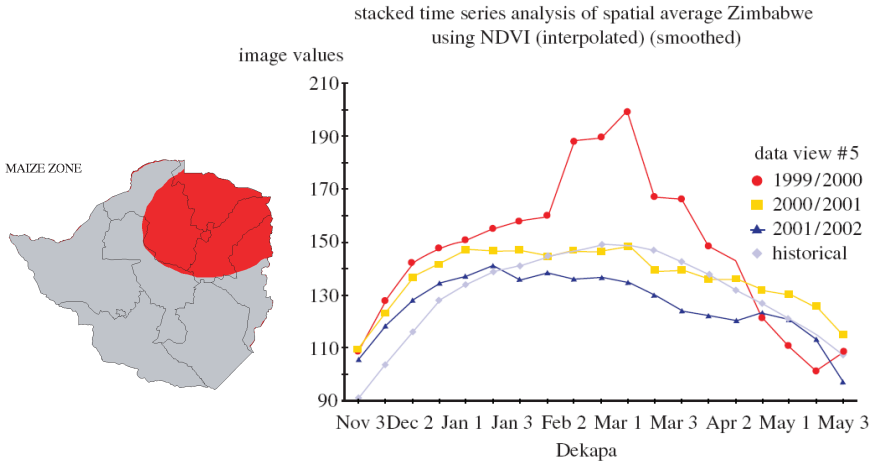 stacked time series analysis of spatial average Zimbabwe
using NDVI (interpolated) (smoothed)
image values
MAIZE ZONE
210
190
170
150
130
110
90
data view #5
1999/2000
2000/2001
2001/2002
historical
Nov 3 Dec 2 Jan 1 Jan 3 Feb 2 Mar 1 Mar 3 Apr 2 May 1 May 3
Dekapa